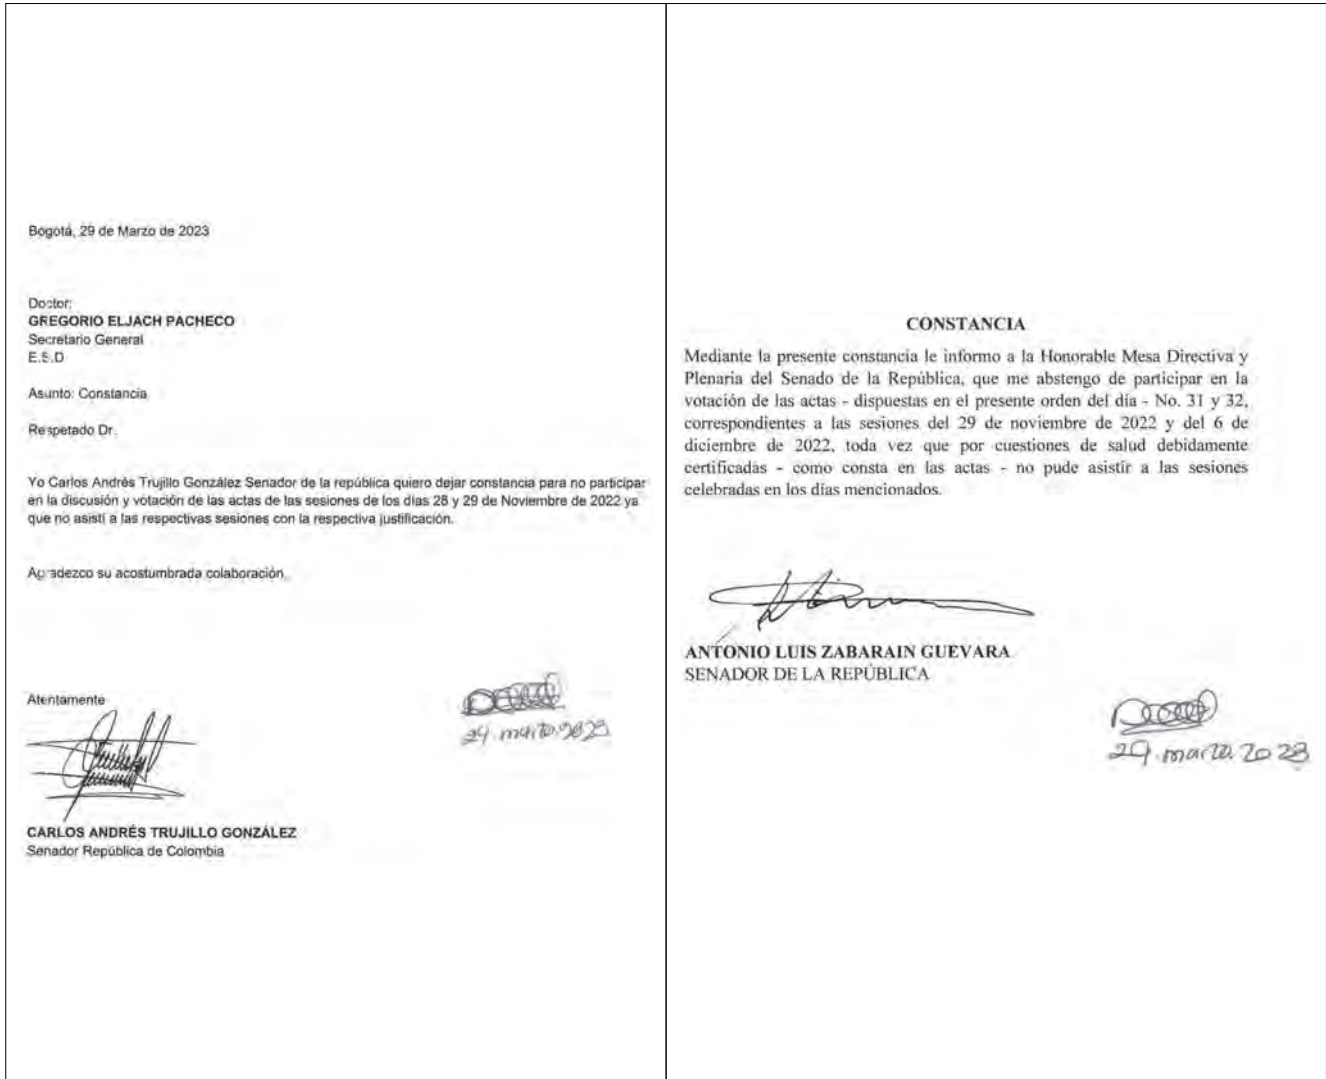 Bogotá, 29 de Marzo de 2023
Doctor:
GREGORIO ELJACH PACHECO
Secretario General
E.S.D
Asunto: Constancia
Respetado Dr.
Yo Carlos Andrés Trujillo González Senador de la república quiero dejar constancia para no participar
en la discusión y votación de las actas de las sesiones de los días 28 y 29 de Noviembre de 2022 ya
que no asistí a las respectivas sesiones con la respectiva justificación.
Agradezco su acostumbrada colaboración
Atentamente
29.marzo.2023
CARLOS ANDRÉS TRUJILLO GONZÁLEZ
Senador República de Colombia
CONSTANCIA
Mediante la presente constancia le informo a la Honorable Mesa Directiva y
Plenaria del Senado de la República, que me abstengo de participar en la
votación de las actas - dispuestas en el presente orden del día - No. 31 y 32,
correspondientes a las sesiones del 29 de noviembre de 2022 y del 6 de
diciembre de 2022, toda vez que por cuestiones de salud debidamente
certificadas - como consta en las actas - no pude asistir a las sesiones
celebradas en los días mencionados.
ANTONIO LUIS ZABARAIN GUEVARA
SENADOR DE LA REPÚBLICA
29.marzo.2023